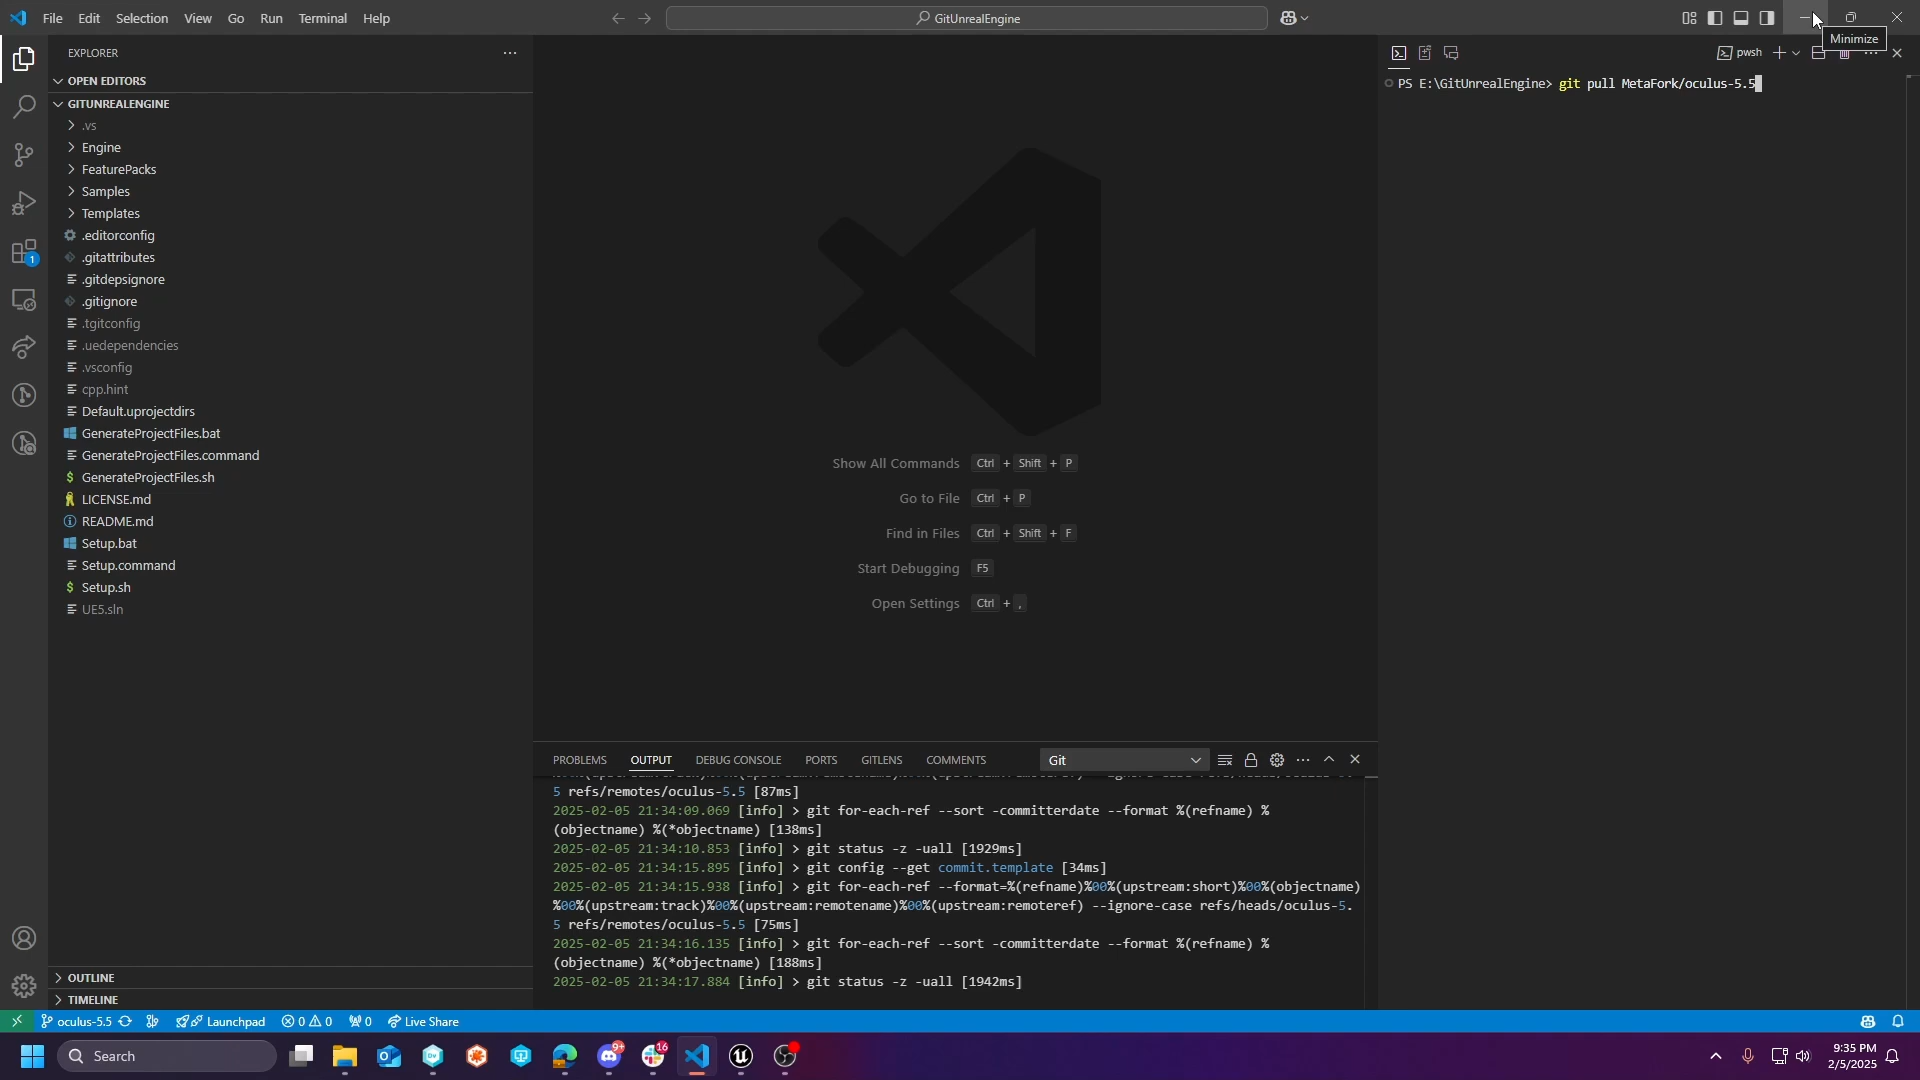 File Edit Selection View Go Run Terminal Help
GitUnrealEngine
Minimize
EXPLORER
OPEN EDITORS
GITUNREALENGINE
.vs
Engine
FeaturePacks
Samples
Templates
.editorconfig
.gitattributes
.gitdepsignore
.gitignore
.tgitconfig
.uedependencies
.vsconfig
cpp.hint
Default.uprojectdirs
GenerateProjectFiles.bat
GenerateProjectFiles.command
$ GenerateProjectFiles.sh
LICENSE.md
README.md
Setup.bat
Setup.command
$ Setup.sh
UE5.sln
OUTLINE
TIMELINE
1
Show All Commands Ctrl + Shift + P
Go to File Ctrl + P
Find in Files Ctrl + Shift + F
Start Debugging F5
Open Settings Ctrl + ,
pwsh
PS E:\GitUnrealEngine> git pull MetaFork/oculus-5.5
PROBLEMS OUTPUT DEBUG CONSOLE PORTS GITLENS COMMENTS
Git
5 refs/remotes/oculus-5.5 [87ms]
2025-02-05 21:34:09.069 [info] > git for-each-ref --sort -committerdate --format %(refname) %
(objectname) %(*objectname) [138ms]
2025-02-05 21:34:10.853 [info] > git status -z -uall [1929ms]
2025-02-05 21:34:15.895 [info] > git config --get commit.template [34ms]
2025-02-05 21:34:15.938 [info] > git for-each-ref --format=%(refname)%00%(upstream:short)%00%(objectname)
%00%(upstream:track)%00%(upstream:remotename)%00%(upstream:remoteref) --ignore-case refs/heads/oculus-5.
5 refs/remotes/oculus-5.5 [75ms]
2025-02-05 21:34:16.135 [info] > git for-each-ref --sort -committerdate --format %(refname) %
(objectname) %(*objectname) [188ms]
2025-02-05 21:34:17.884 [info] > git status -z -uall [1942ms]
oculus-5.5 Launchpad 0 0 0 Live Share
Search
9+
16
9:35 PM
2/5/2025